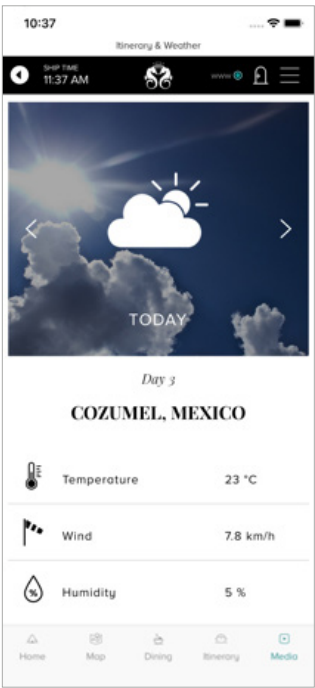 10:37
Itinerary & Weather
SHIP TIME
11:37 AM
www
TODAY
Day 3
COZUMEL, MEXICO
Temperature 23 °C
Wind 7.8 km/h
% Humidity 5 %
Home Map Dining Itinerary Media